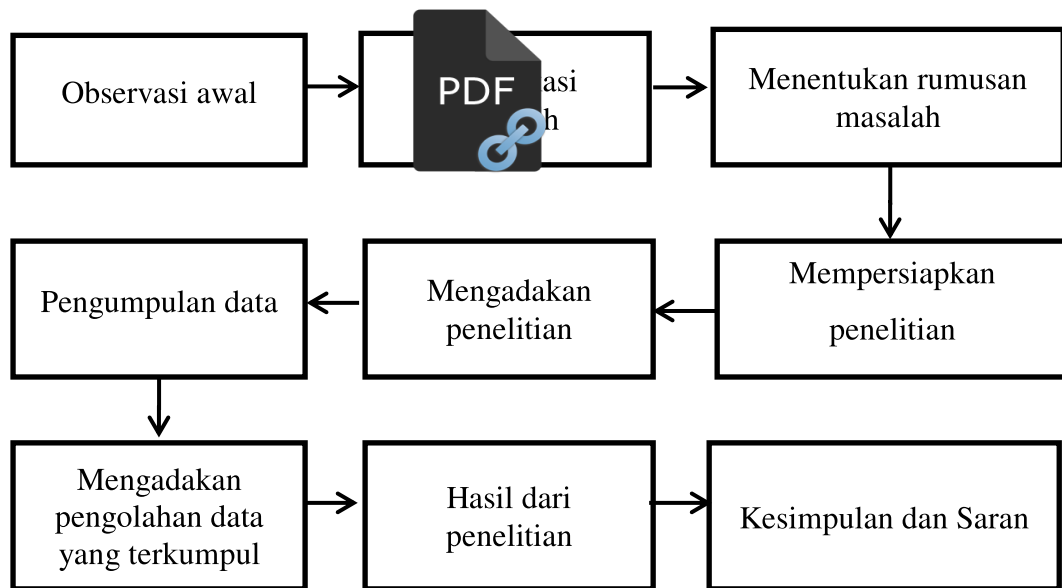 Observasi awal
PDF
Menentukan rumusan
masalah
Pengumpulan data
Mengadakan
penelitian
Mempersiapkan
penelitian
Mengadakan
pengolahan data
yang terkumpul
Hasil dari
penelitian
Kesimpulan dan Saran